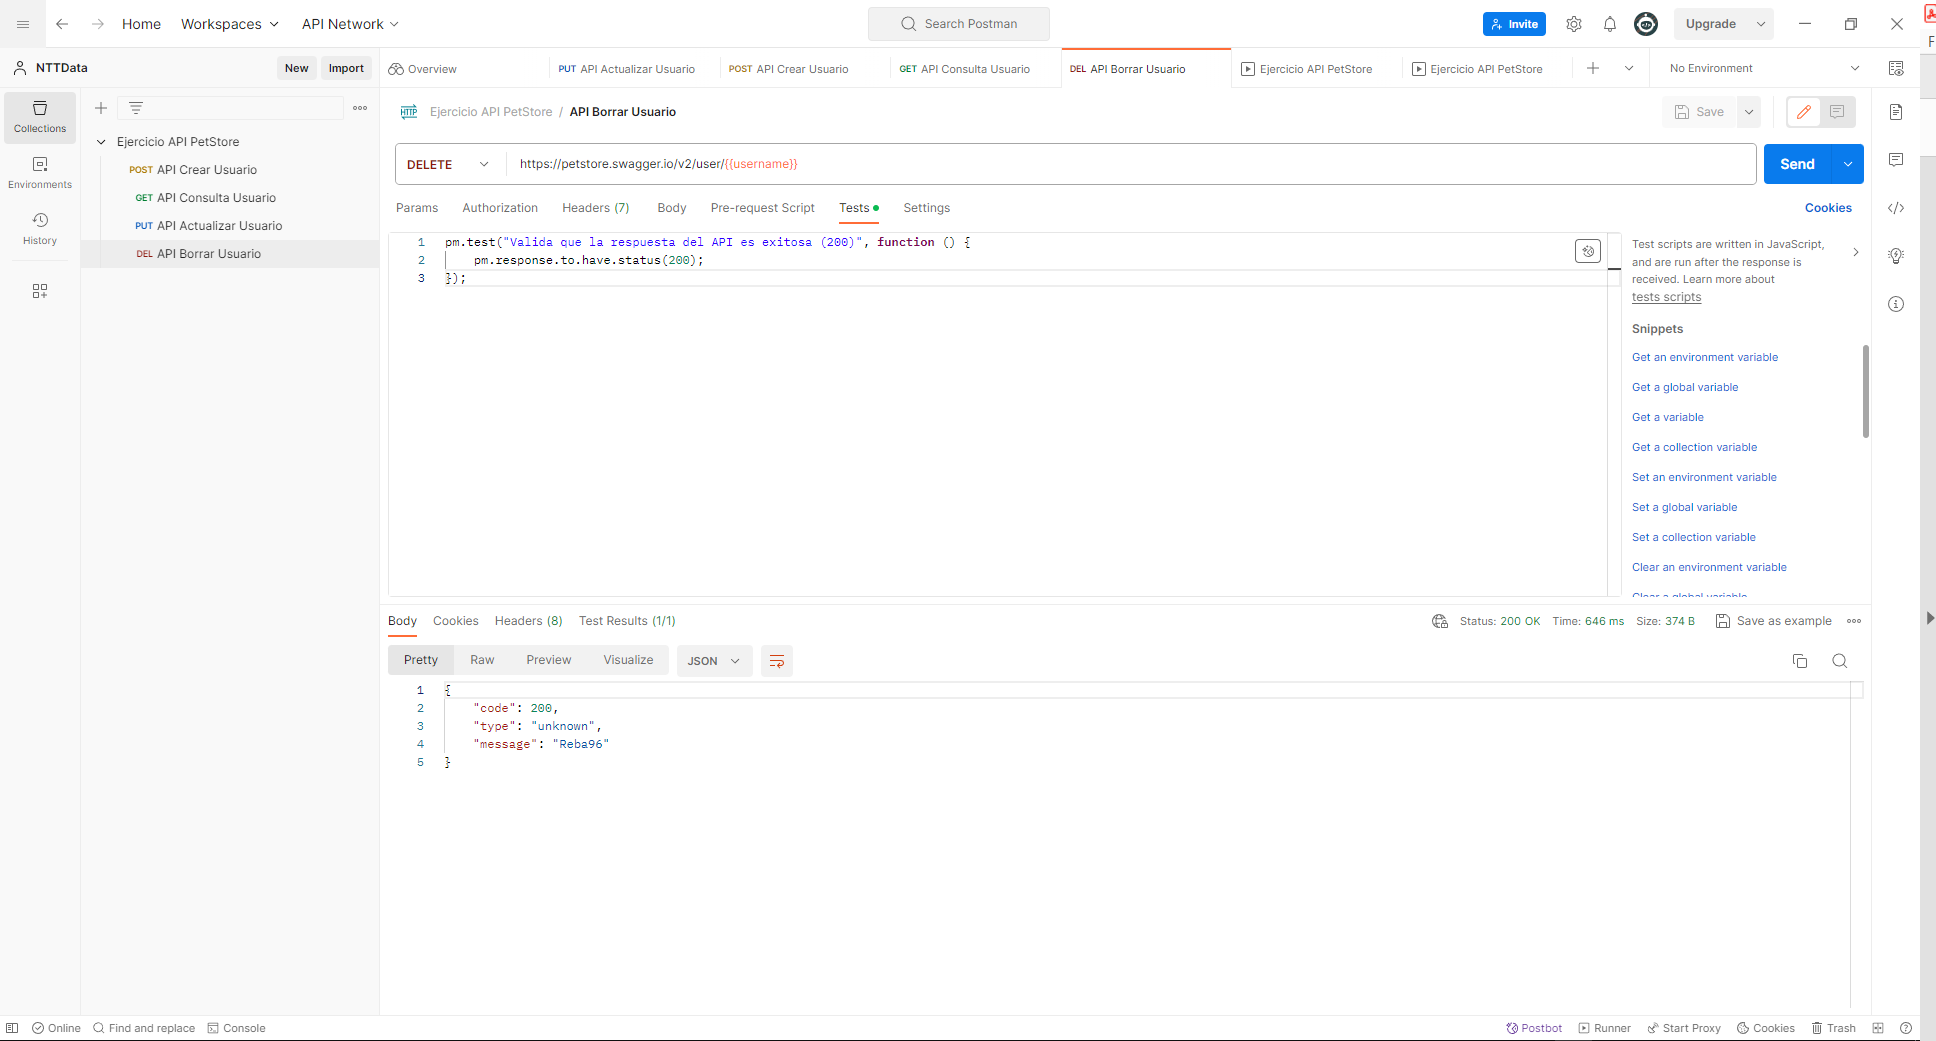 Home Workspaces API Network Search Postman Invite Upgrade
F
NTTData New Import Overview PUT API Actualizar Usuario POST API Crear Usuario GET API Consulta Usuario DEL API Borrar Usuario Ejercicio API PetStore Ejercicio API PetStore No Environment
Collections
Environments
History
Ejercicio API PetStore
POST API Crear Usuario
GET API Consulta Usuario
PUT API Actualizar Usuario
DEL API Borrar Usuario
HTTP Ejercicio API PetStore / API Borrar Usuario Save
DELETE https://petstore.swagger.io/v2/user/{{username}} Send
Params Authorization Headers (7) Body Pre-request Script Tests Settings Cookies
1 pm.test("Valida que la respuesta del API es exitosa (200)", function () {
2 pm.response.to.have.status(200);
3 });
Test scripts are written in JavaScript,
and are run after the response is
received. Learn more about
tests scripts
Snippets
Get an environment variable
Get a global variable
Get a variable
Get a collection variable
Set an environment variable
Set a global variable
Set a collection variable
Clear an environment variable
Clear a global variable
Body Cookies Headers (8) Test Results (1/1) Status: 200 OK Time: 646 ms Size: 374 B Save as example
Pretty Raw Preview Visualize JSON
1 {
2 "code": 200,
3 "type": "unknown",
4 "message": "Reba96"
5 }
Online Find and replace Console Postbot Runner Start Proxy Cookies Trash